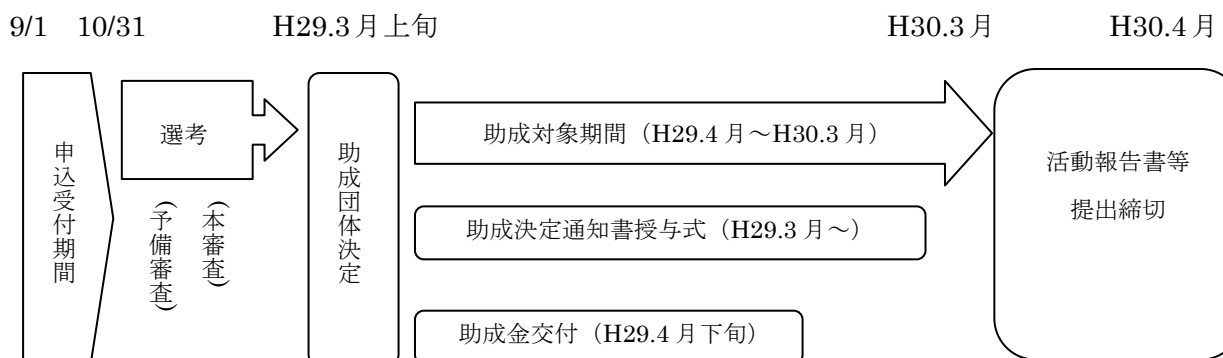 9/1 10/31 H29.3月上旬 H30.3月 H30.4月
申込受付期間
選考
(予備審査)
(本審査)
助成団体決定
助成対象期間（H29.4月～H30.3月）
助成決定通知書授与式（H29.3月～）
助成金交付（H29.4月下旬）
活動報告書等
提出締切